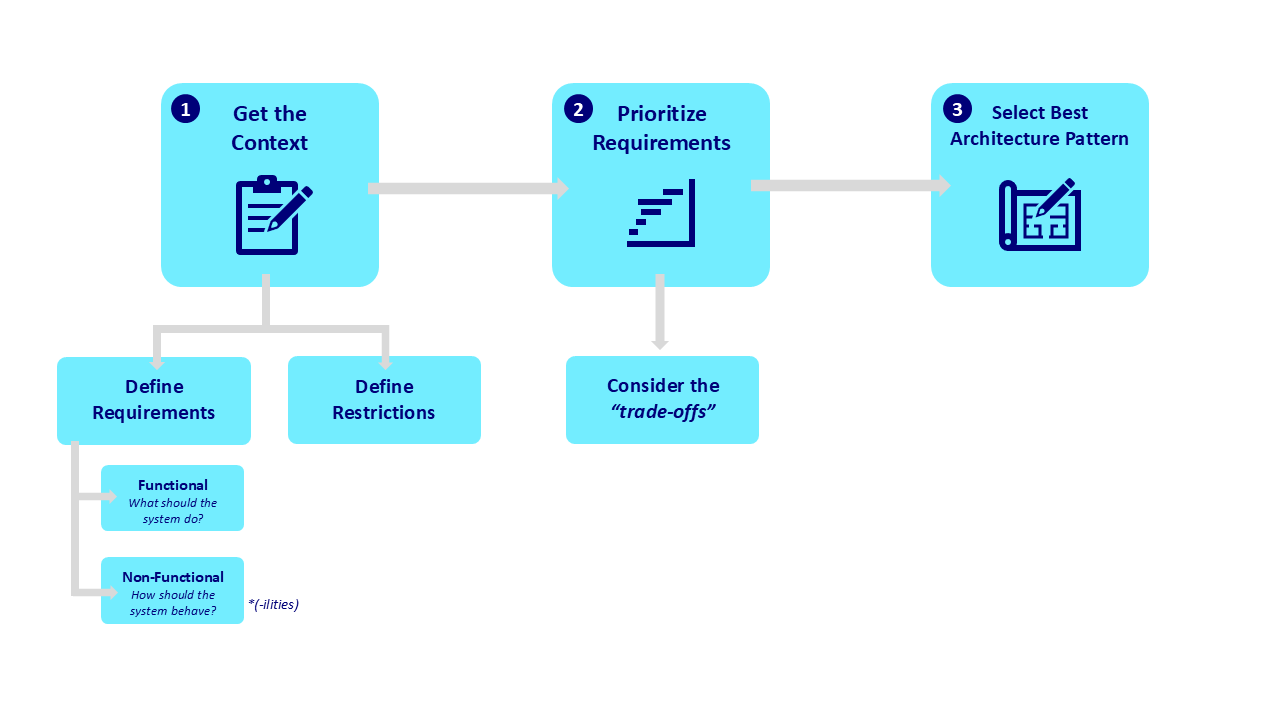 1
Get the
Context
2
Prioritize
Requirements
3
Select Best
Architecture Pattern
Define
Requirements
Define
Restrictions
Consider the
“trade-offs”
Functional
What should the
system do?
Non-Functional
How should the
system behave?
*(-ilities)